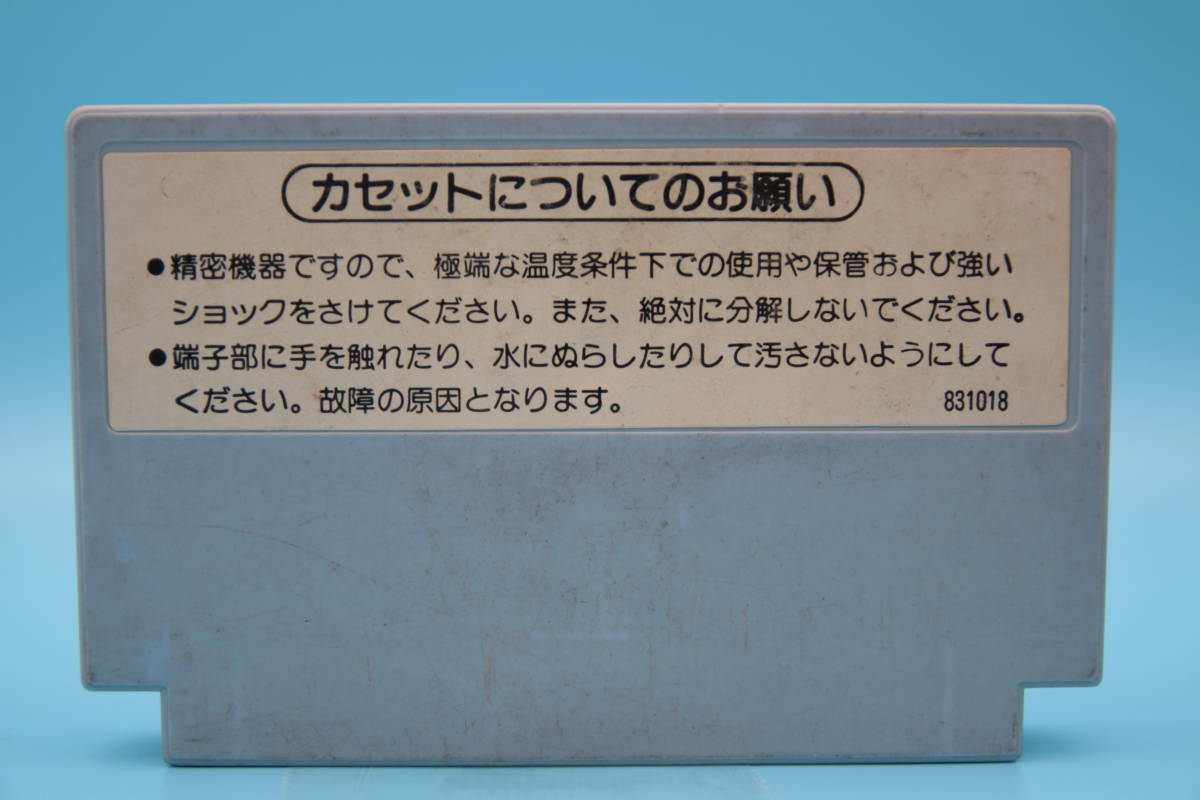 カセットについてのお願い
●精密機器ですので、極端な温度条件下での使用や保管および強い
ショックをさけてください。また、絶対に分解しないでください。
●端子部に手を触れたり、水にぬらしたりして汚さないようにして
ください。故障の原因となります。 831018